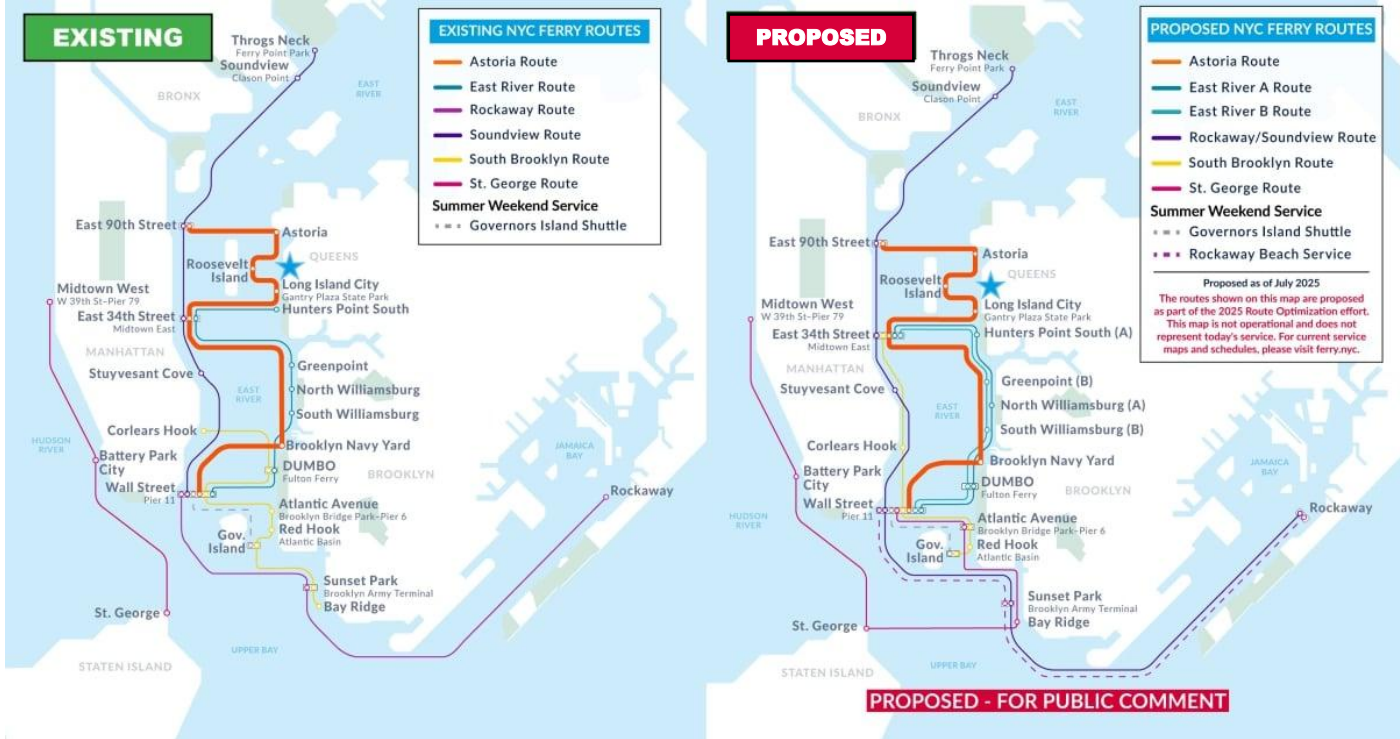 EXISTING
EXISTING NYC FERRY ROUTES
Astoria Route
East River Route
Rockaway Route
Soundview Route
South Brooklyn Route
St. George Route
Summer Weekend Service
Governors Island Shuttle
Throgs Neck
Ferry Point Park
Soundview
Clason Point
BRONX
EAST
RIVER
East 90th Street
Astoria
QUEENS
Roosevelt
Island
Long Island City
Gantry Plaza State Park
Hunters Point South
Midtown West
W 39th St–Pier 79
East 34th Street
Midtown East
MANHATTAN
Stuyvesant Cove
Greenpoint
EAST
RIVER
North Williamsburg
South Williamsburg
Corlears Hook
HUDSON
RIVER
Brooklyn Navy Yard
Battery Park
City
DUMBO
Fulton Ferry
BROOKLYN
JAMAICA
BAY
Wall Street
Pier 11
Rockaway
Atlantic Avenue
Brooklyn Bridge Park–Pier 6
Red Hook
Atlantic Basin
Gov.
Island
Sunset Park
Brooklyn Army Terminal
Bay Ridge
St. George
UPPER BAY
STATEN ISLAND
PROPOSED
PROPOSED NYC FERRY ROUTES
Astoria Route
East River A Route
East River B Route
Rockaway/Soundview Route
South Brooklyn Route
St. George Route
Summer Weekend Service
Governors Island Shuttle
Rockaway Beach Service
Proposed as of July 2025
The routes shown on this map are proposed
as part of the 2025 Route Optimization effort.
This map is not operational and does not
represent today's service. For current service
maps and schedules, please visit ferry.nyc.
Throgs Neck
Ferry Point Park
Soundview
Clason Point
BRONX
EAST
RIVER
East 90th Street
Astoria
QUEENS
Roosevelt
Island
Long Island City
Gantry Plaza State Park
Midtown West
W 39th St–Pier 79
East 34th Street
Midtown East
Hunters Point South (A)
MANHATTAN
Stuyvesant Cove
Greenpoint (B)
EAST
RIVER
North Williamsburg (A)
South Williamsburg (B)
Corlears Hook
Brooklyn Navy Yard
Battery Park
City
DUMBO
Fulton Ferry
BROOKLYN
JAMAICA
BAY
HUDSON
RIVER
Wall Street
Pier 11
Rockaway
Atlantic Avenue
Brooklyn Bridge Park–Pier 6
Red Hook
Atlantic Basin
Gov.
Island
Sunset Park
Brooklyn Army Terminal
Bay Ridge
St. George
UPPER BAY
STATEN ISLAND
PROPOSED - FOR PUBLIC COMMENT